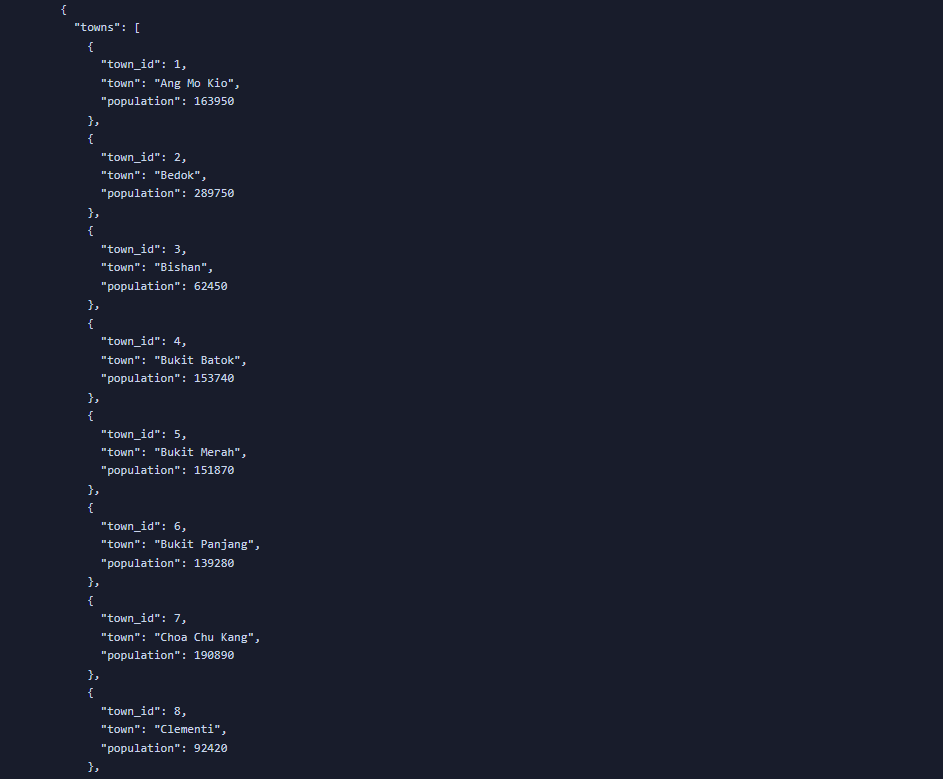 {
"towns": [
{
"town_id": 1,
"town": "Ang Mo Kio",
"population": 163950
},
{
"town_id": 2,
"town": "Bedok",
"population": 289750
},
{
"town_id": 3,
"town": "Bishan",
"population": 62450
},
{
"town_id": 4,
"town": "Bukit Batok",
"population": 153740
},
{
"town_id": 5,
"town": "Bukit Merah",
"population": 151870
},
{
"town_id": 6,
"town": "Bukit Panjang",
"population": 139280
},
{
"town_id": 7,
"town": "Choa Chu Kang",
"population": 190890
},
{
"town_id": 8,
"town": "Clementi",
"population": 92420
},